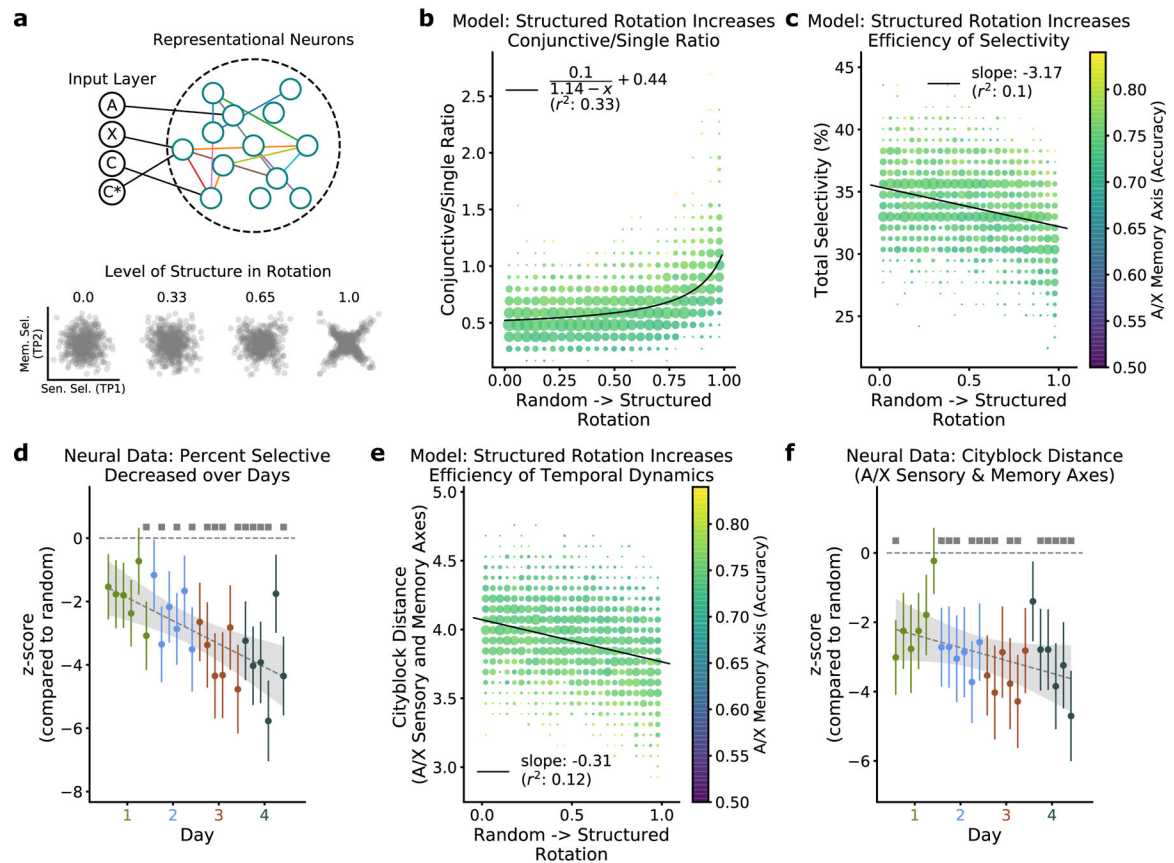 a
Representational Neurons
Input Layer
A
X
C
C*
Level of Structure in Rotation
0.0 0.33 0.65 1.0
Mem. Sel.
(TP2)
Sen. Sel. (TP1)
b
Model: Structured Rotation Increases
Conjunctive/Single Ratio
0.1
1.14 − x
+ 0.44
(r²: 0.33)
Conjunctive/Single Ratio
2.5
2.0
1.5
1.0
0.5
0.00 0.25 0.50 0.75 1.00
Random -> Structured
Rotation
c
Model: Structured Rotation Increases
Efficiency of Selectivity
slope: -3.17
(r²: 0.1)
Total Selectivity (%)
45
40
35
30
25
0.0 0.5 1.0
Random -> Structured
Rotation
0.80
0.75
0.70
0.65
0.60
0.55
0.50
A/X Memory Axis (Accuracy)
d
Neural Data: Percent Selective
Decreased over Days
z-score
(compared to random)
0
−2
−4
−6
−8
1 2 3 4
Day
e
Model: Structured Rotation Increases
Efficiency of Temporal Dynamics
Cityblock Distance
(A/X Sensory and Memory Axes)
5.0
4.5
4.0
3.5
3.0
slope: -0.31
(r²: 0.12)
0.0 0.5 1.0
Random -> Structured
Rotation
0.80
0.75
0.70
0.65
0.60
0.55
0.50
A/X Memory Axis (Accuracy)
f
Neural Data: Cityblock Distance
(A/X Sensory & Memory Axes)
z-score
(compared to random)
0
−2
−4
−6
1 2 3 4
Day